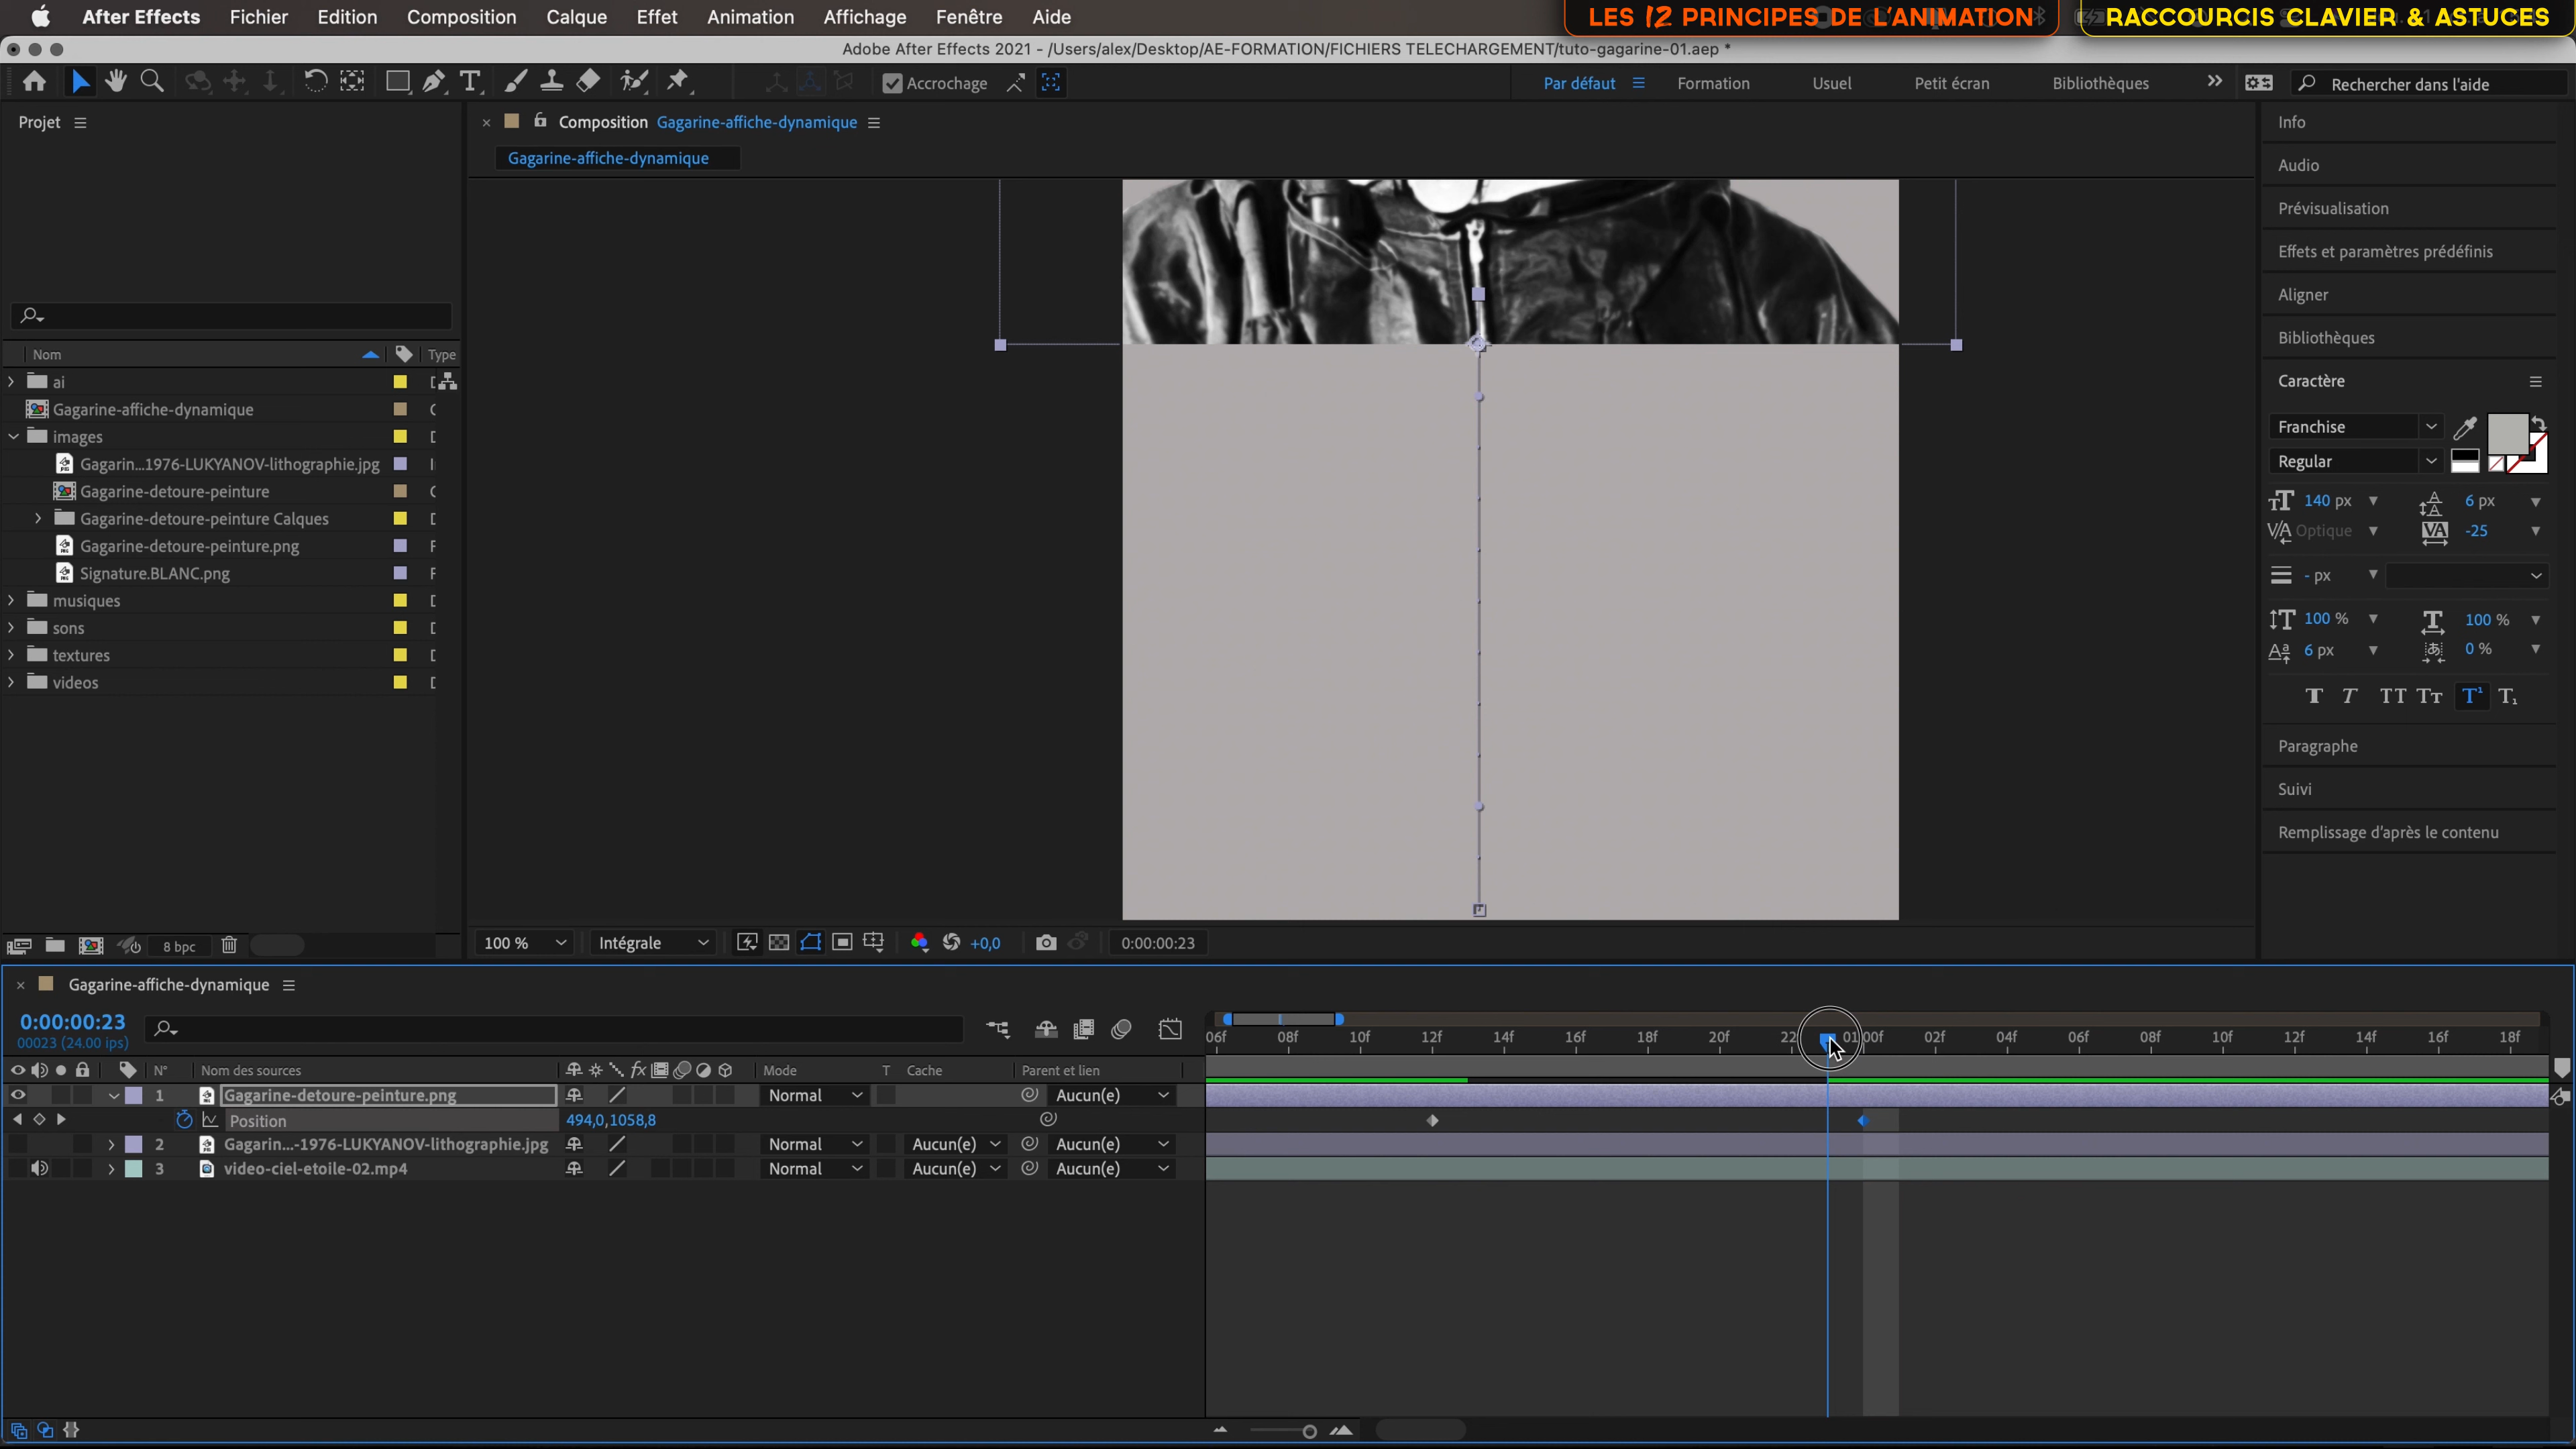 After Effects Fichier Edition Composition Calque Effet Animation Affichage Fenêtre Aide
LES 12 PRINCIPES DE L'ANIMATION
RACCOURCIS CLAVIER & ASTUCES
Adobe After Effects 2021 - /Users/alex/Desktop/AE-FORMATION/FICHIERS TELECHARGEMENT/tuto-gagarine-01.aep *
Accrochage
Par défaut Formation Usuel Petit écran Bibliothèques
Rechercher dans l'aide
Projet
Nom Type
ai
Gagarine-affiche-dynamique
images
Gagarin...1976-LUKYANOV-lithographie.jpg
Gagarine-detoure-peinture
Gagarine-detoure-peinture Calques
Gagarine-detoure-peinture.png
Signature.BLANC.png
musiques
sons
textures
videos
8 bpc
Composition Gagarine-affiche-dynamique
Gagarine-affiche-dynamique
100 % Intégrale +0,0 0:00:00:23
Info
Audio
Prévisualisation
Effets et paramètres prédéfinis
Aligner
Bibliothèques
Caractère
Franchise
Regular
140 px 6 px
Optique -25
- px
100 % 100 %
6 px 0 %
Paragraphe
Suivi
Remplissage d'après le contenu
Gagarine-affiche-dynamique
0:00:00:23
00023 (24.00 ips)
06f 08f 10f 12f 14f 16f 18f 20f 22 01:00f 02f 04f 06f 08f 10f 12f 14f 16f 18f
N° Nom des sources Mode T Cache Parent et lien
1 Gagarine-detoure-peinture.png Normal Aucun(e)
Position 494,0,1058,8
2 Gagarin...-1976-LUKYANOV-lithographie.jpg Normal Aucun(e) Aucun(e)
3 video-ciel-etoile-02.mp4 Normal Aucun(e) Aucun(e)